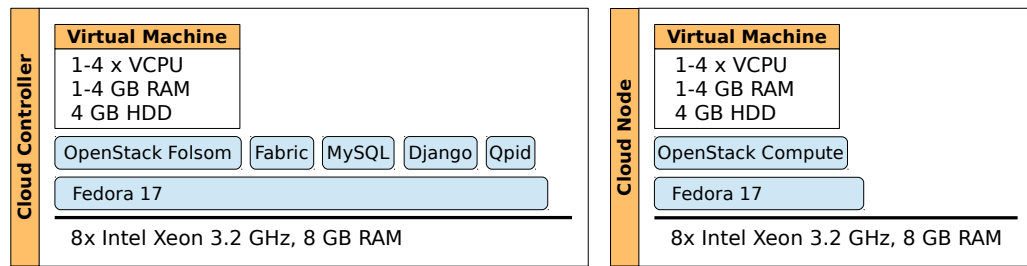 Cloud Controller
Virtual Machine
1-4 x VCPU
1-4 GB RAM
4 GB HDD
OpenStack Folsom Fabric MySQL Django Qpid
Fedora 17
8x Intel Xeon 3.2 GHz, 8 GB RAM
Cloud Node
Virtual Machine
1-4 x VCPU
1-4 GB RAM
4 GB HDD
OpenStack Compute
Fedora 17
8x Intel Xeon 3.2 GHz, 8 GB RAM